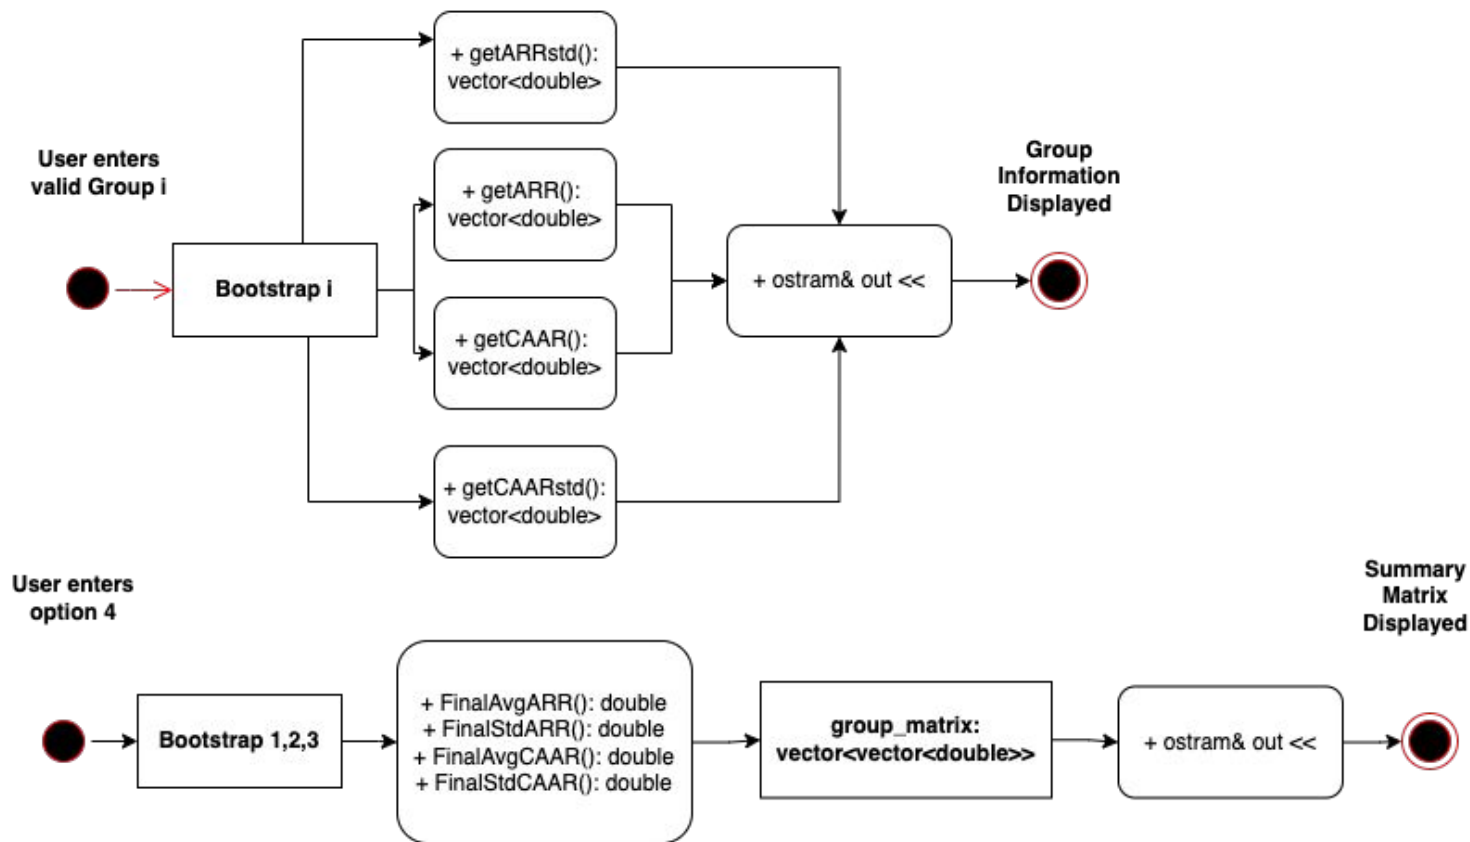 + getARRstd():
vector<double>
User enters
valid Group i
+ getARR():
vector<double>
Group
Information
Displayed
Bootstrap i
+ ostram& out <<
+ getCAAR():
vector<double>
+ getCAARstd():
vector<double>
User enters
option 4
Summary
Matrix
Displayed
Bootstrap 1,2,3
+ FinalAvgARR(): double
+ FinalStdARR(): double
+ FinalAvgCAAR(): double
+ FinalStdCAAR(): double
group_matrix:
vector<vector<double>>
+ ostram& out <<